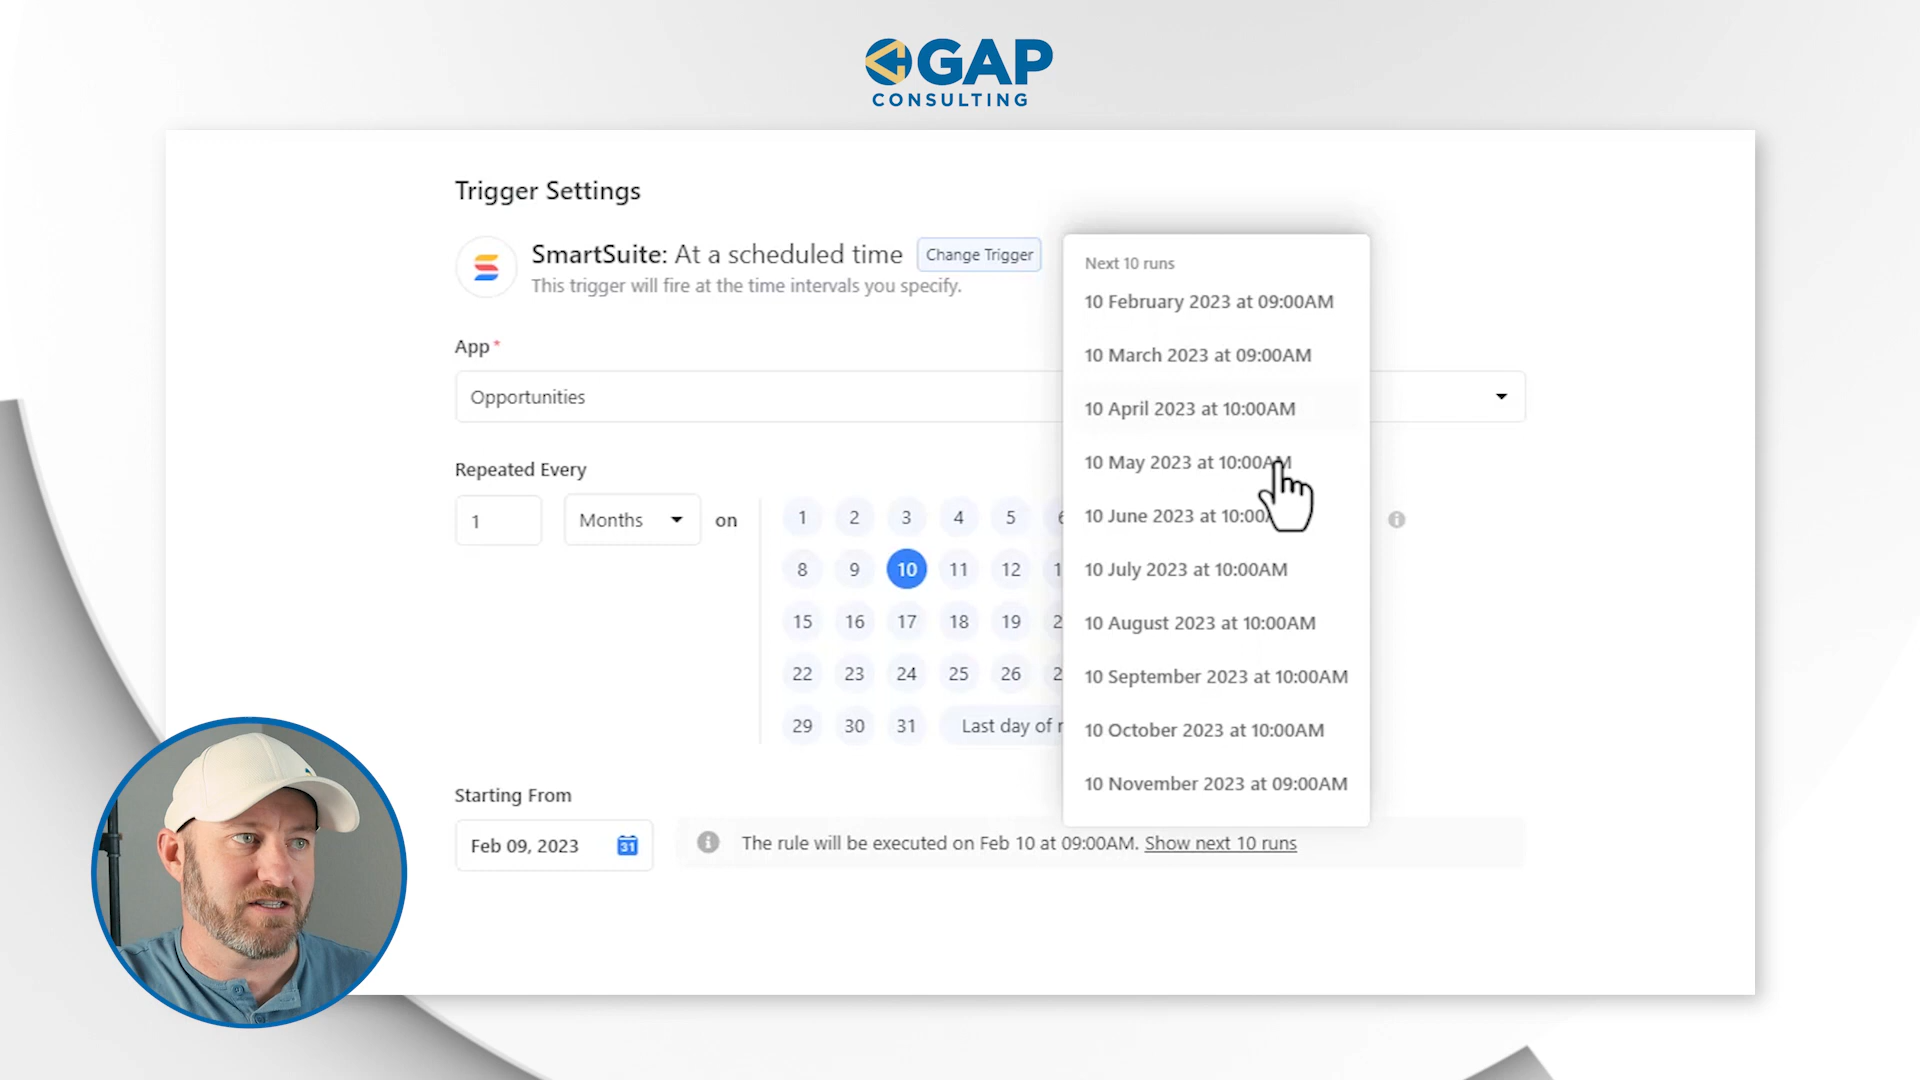 GAP
CONSULTING
Trigger Settings
SmartSuite: At a scheduled time
Change Trigger
This trigger will fire at the time intervals you specify.
App *
Opportunities
Repeated Every
1
Months
on
1 2 3 4 5
8 9 10 11 12
15 16 17 18 19
22 23 24 25 26
29 30 31 Last day of
Next 10 runs
10 February 2023 at 09:00AM
10 March 2023 at 09:00AM
10 April 2023 at 10:00AM
10 May 2023 at 10:00AM
10 June 2023 at 10:00
10 July 2023 at 10:00AM
10 August 2023 at 10:00AM
10 September 2023 at 10:00AM
10 October 2023 at 10:00AM
10 November 2023 at 09:00AM
Starting From
Feb 09, 2023
31
The rule will be executed on Feb 10 at 09:00AM. Show next 10 runs